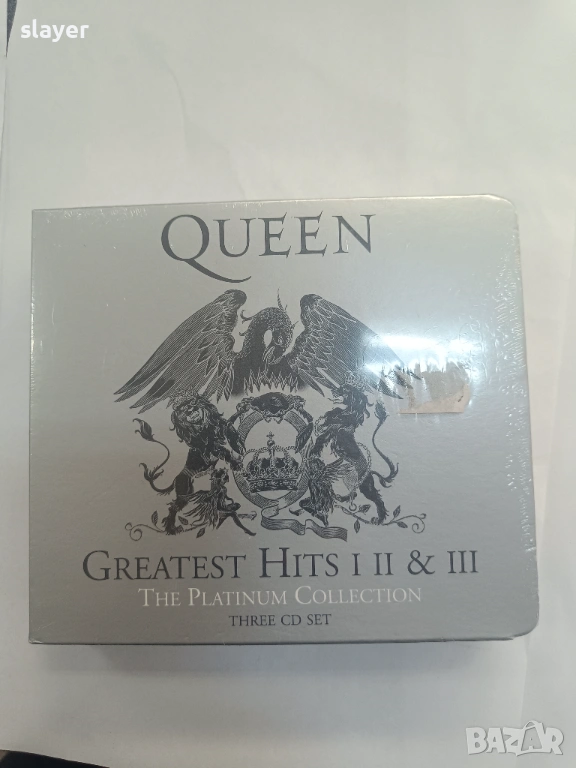 slayer
QUEEN
GREATEST HITS I II & III
THE PLATINUM COLLECTION
THREE CD SET
BAZAR